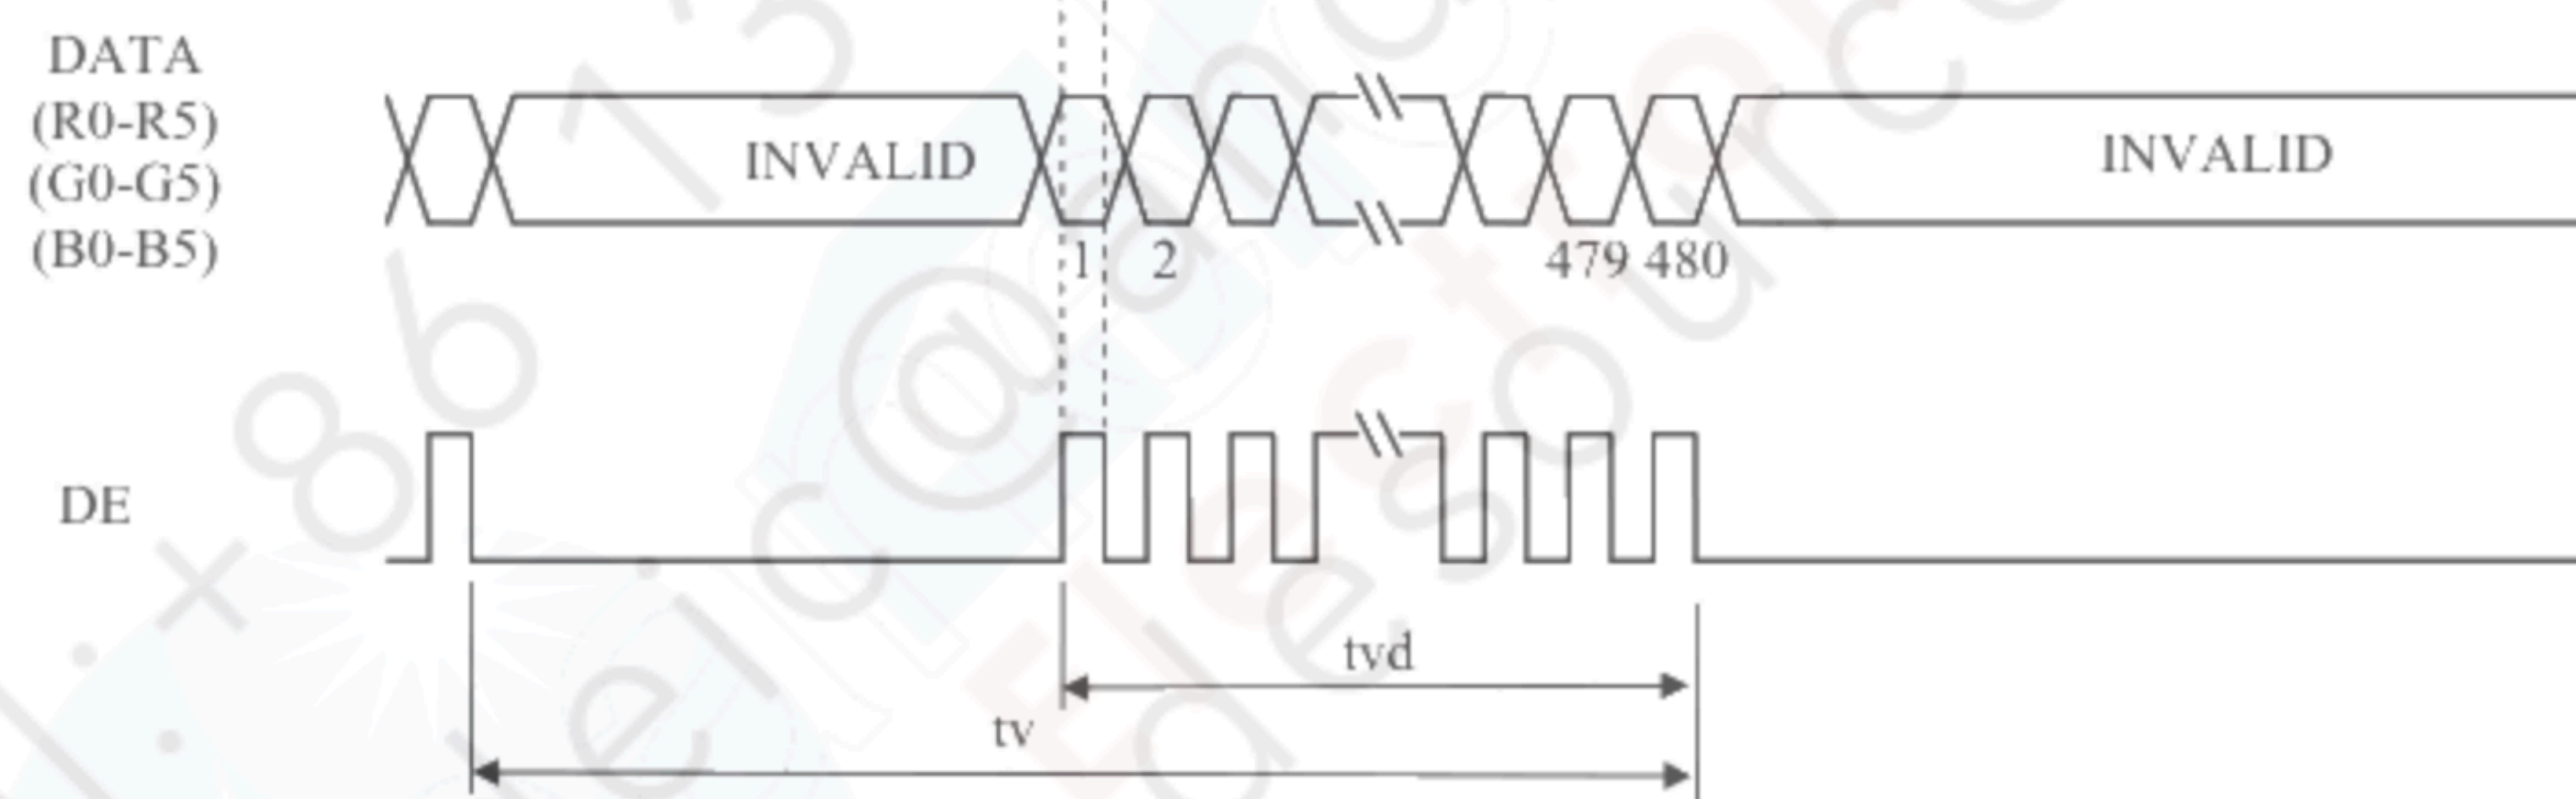 DATA
(R0-R5)
(G0-G5)
(B0-B5)
INVALID
INVALID
1 2 479 480
DE
tvd
tv